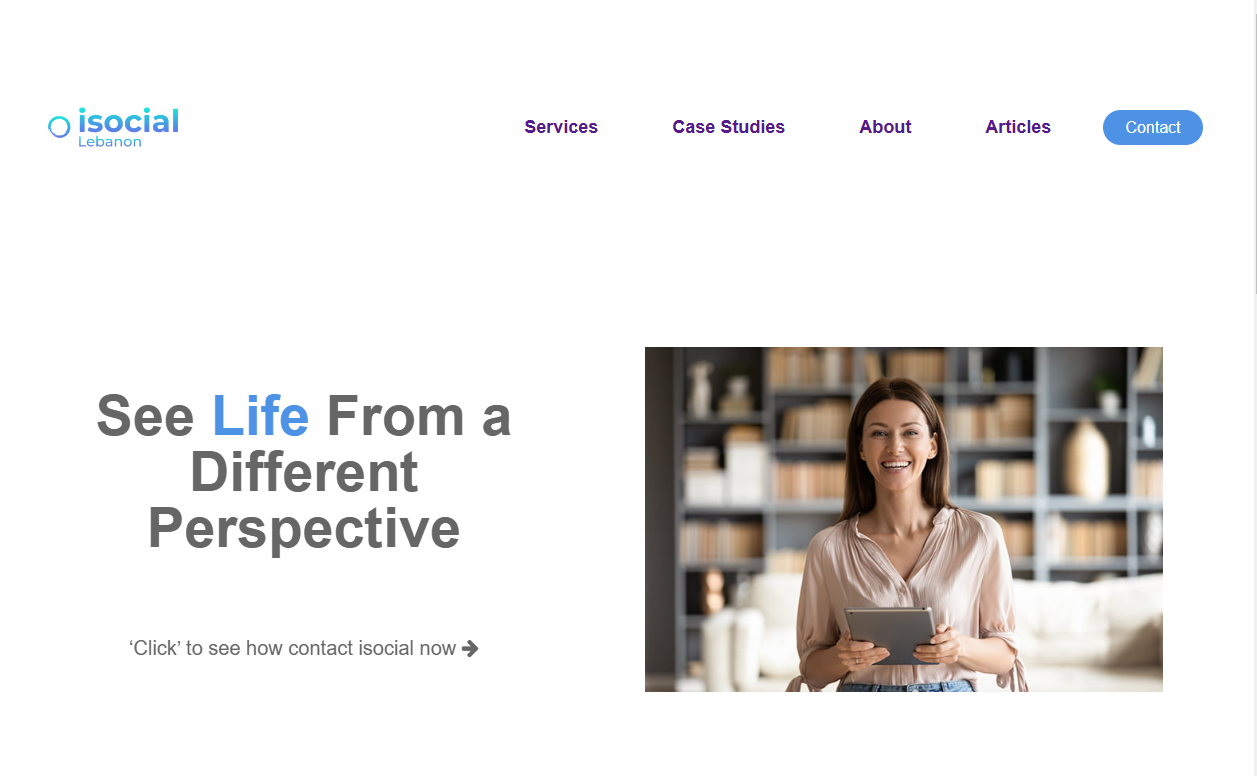 isocial
Lebanon
Services
Case Studies
About
Articles
Contact
See Life From a
Different
Perspective
‘Click’ to see how contact isocial now